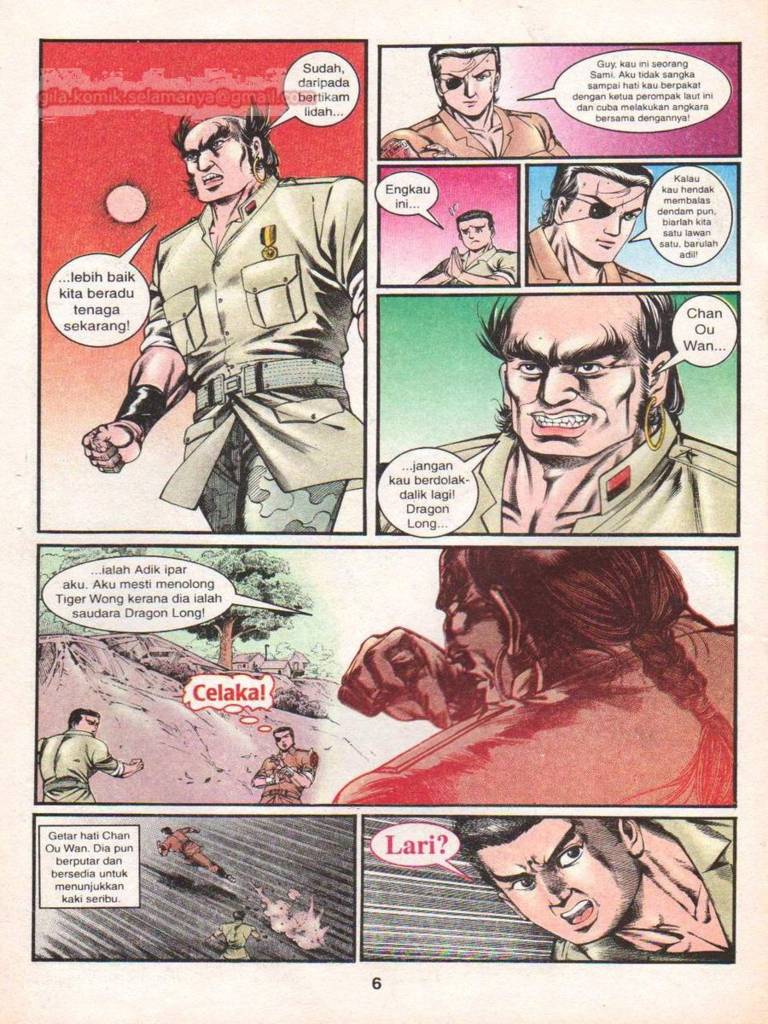 Sudah,
daripada
bertikam
lidah...
gila.komik.selamanya@gmail.com
...lebih baik
kita beradu
tenaga
sekarang!
Guy, kau ini seorang
Sami. Aku tidak sangka
sampai hati kau berpakat
dengan ketua perompak laut ini
dan cuba melakukan angkara
bersama dengannya!
Engkau
ini...
Kalau
kau hendak
membalas
dendam pun,
biarlah kita
satu lawan
satu, barulah
adil!
Chan
Ou
Wan...
...jangan
kau berdolak-
dalik lagi!
Dragon
Long...
...ialah Adik ipar
aku. Aku mesti menolong
Tiger Wong kerana dia ialah
saudara Dragon Long!
Celaka!
Getar hati Chan
Ou Wan. Dia pun
berputar dan
bersedia untuk
menunjukkan
kaki seribu.
Lari?
6